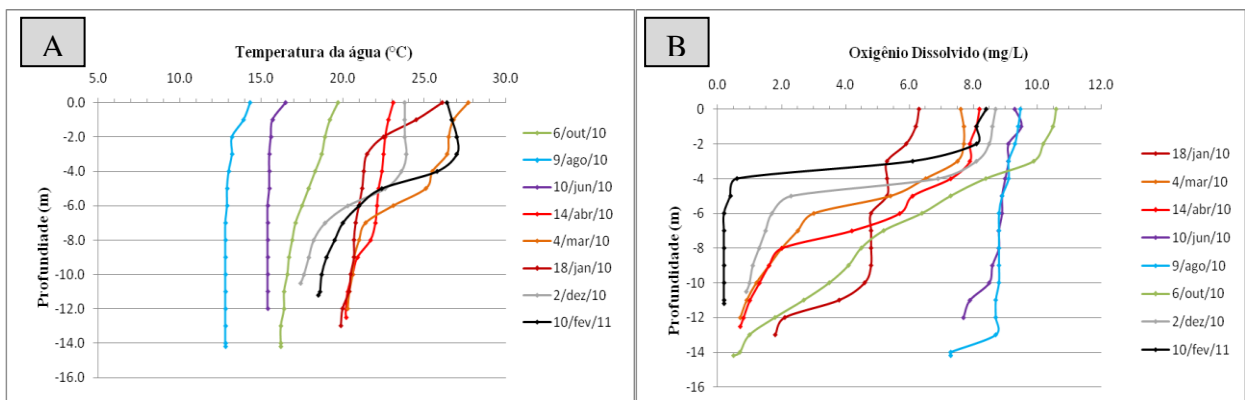 A
Temperatura da água (°C)
5.0 10.0 15.0 20.0 25.0 30.0
0.0
-2.0
-4.0
-6.0
-8.0
-10.0
-12.0
-14.0
-16.0
Profundiade (m)
6/out/10
9/ago/10
10/jun/10
14/abr/10
4/mar/10
18/jan/10
2/dez/10
10/fev/11
B
Oxigênio Dissolvido (mg/L)
0.0 2.0 4.0 6.0 8.0 10.0 12.0
0
-2
-4
-6
-8
-10
-12
-14
-16
Profundidade (m)
18/jan/10
4/mar/10
14/abr/10
10/jun/10
9/ago/10
6/out/10
2/dez/10
10/fev/11